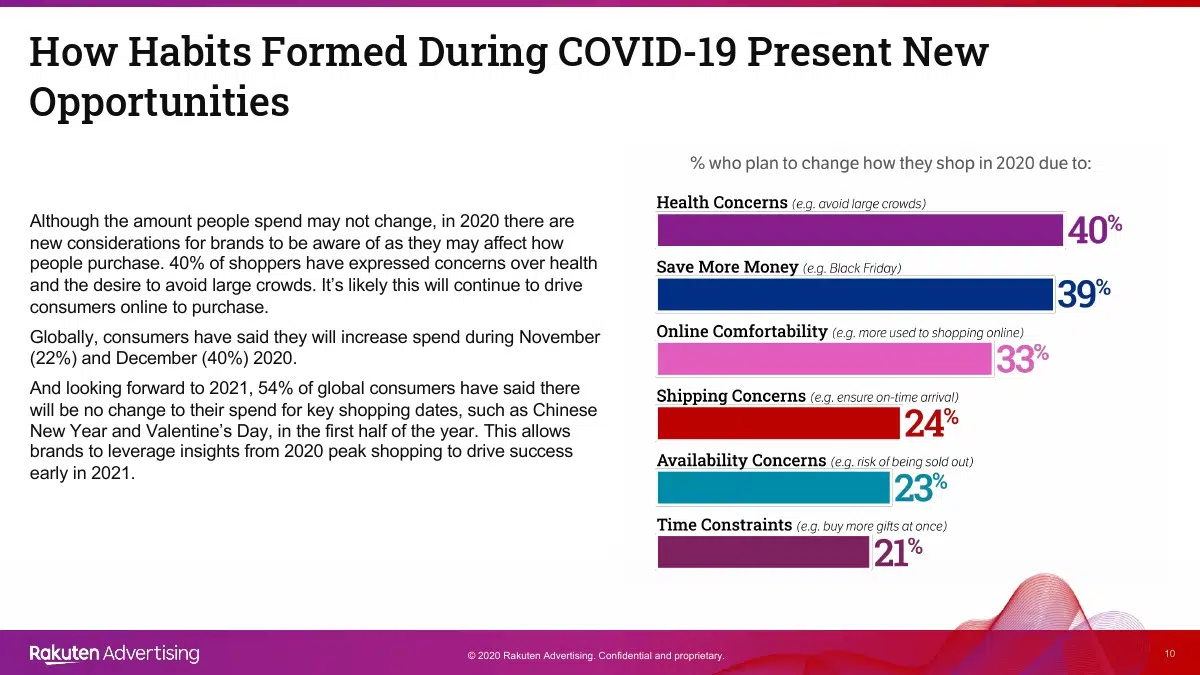 How Habits Formed During COVID-19 Present New
Opportunities
Although the amount people spend may not change, in 2020 there are
new considerations for brands to be aware of as they may affect how
people purchase. 40% of shoppers have expressed concerns over health
and the desire to avoid large crowds. It’s likely this will continue to drive
consumers online to purchase.
Globally, consumers have said they will increase spend during November
(22%) and December (40%) 2020.
And looking forward to 2021, 54% of global consumers have said there
will be no change to their spend for key shopping dates, such as Chinese
New Year and Valentine’s Day, in the first half of the year. This allows
brands to leverage insights from 2020 peak shopping to drive success
early in 2021.
% who plan to change how they shop in 2020 due to:
Health Concerns (e.g. avoid large crowds)
40%
Save More Money (e.g. Black Friday)
39%
Online Comfortability (e.g. more used to shopping online)
33%
Shipping Concerns (e.g. ensure on-time arrival)
24%
Availability Concerns (e.g. risk of being sold out)
23%
Time Constraints (e.g. buy more gifts at once)
21%
Rakuten Advertising
© 2020 Rakuten Advertising. Confidential and proprietary.
10